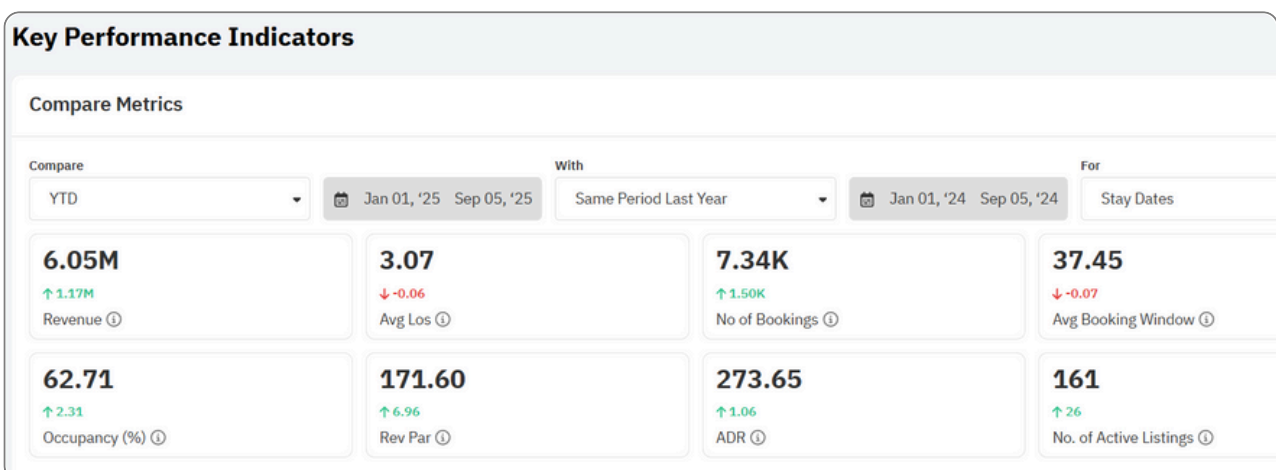 Key Performance Indicators
Compare Metrics
Compare With For
YTD Jan 01, ‘25 Sep 05, ‘25 Same Period Last Year Jan 01, ‘24 Sep 05, ‘24 Stay Dates
6.05M 3.07 7.34K 37.45
↑ 1.17M ↓ -0.06 ↑ 1.50K ↓ -0.07
Revenue Avg Los No of Bookings Avg Booking Window
62.71 171.60 273.65 161
↑ 2.31 ↑ 6.96 ↑ 1.06 ↑ 26
Occupancy (%) Rev Par ADR No. of Active Listings